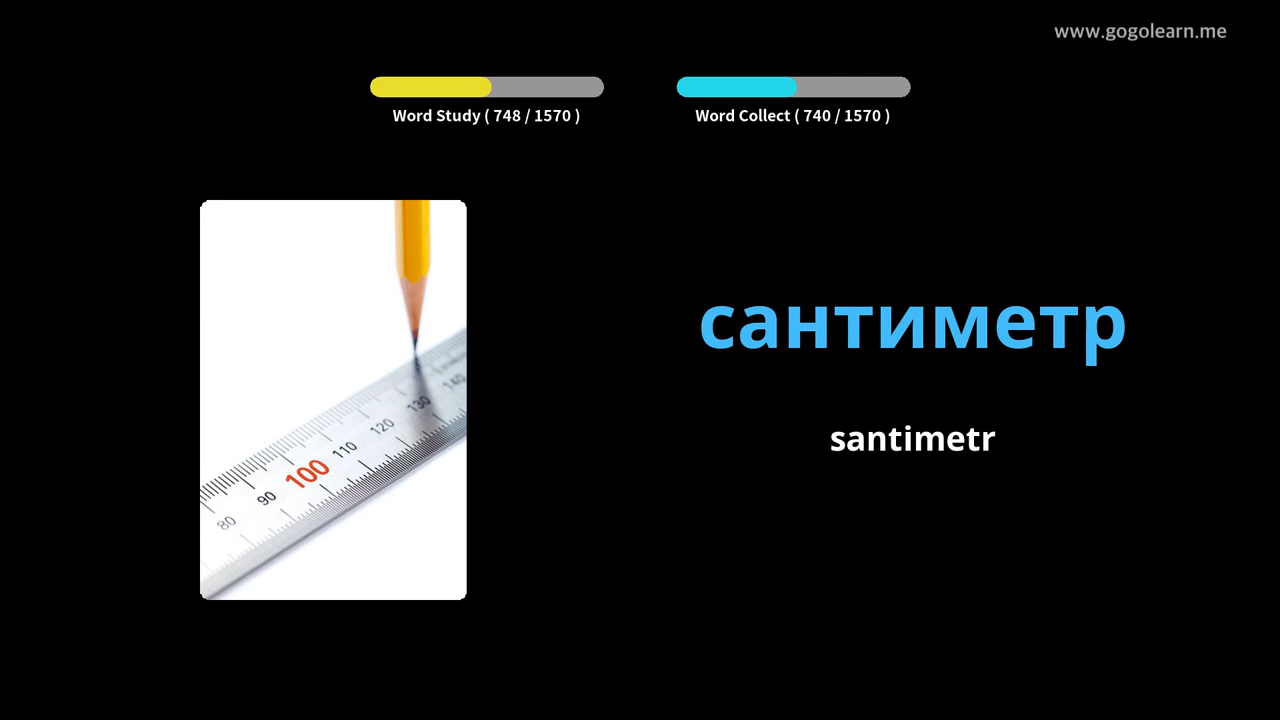 www.gogolearn.me
Word Study ( 748 / 1570 )
Word Collect ( 740 / 1570 )
сантиметр
santimetr
80
90
100
110
120
130
140